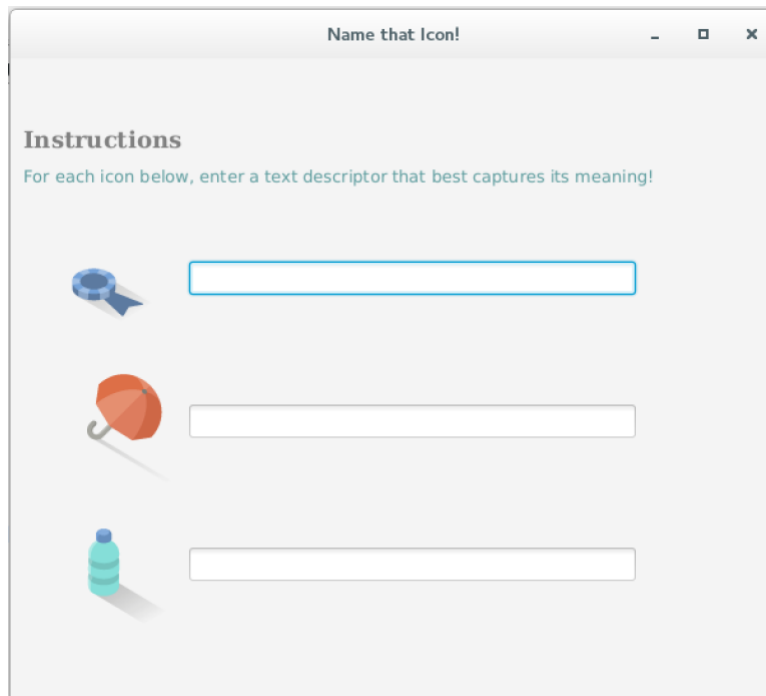 Name that Icon!
Instructions
For each icon below, enter a text descriptor that best captures its meaning!